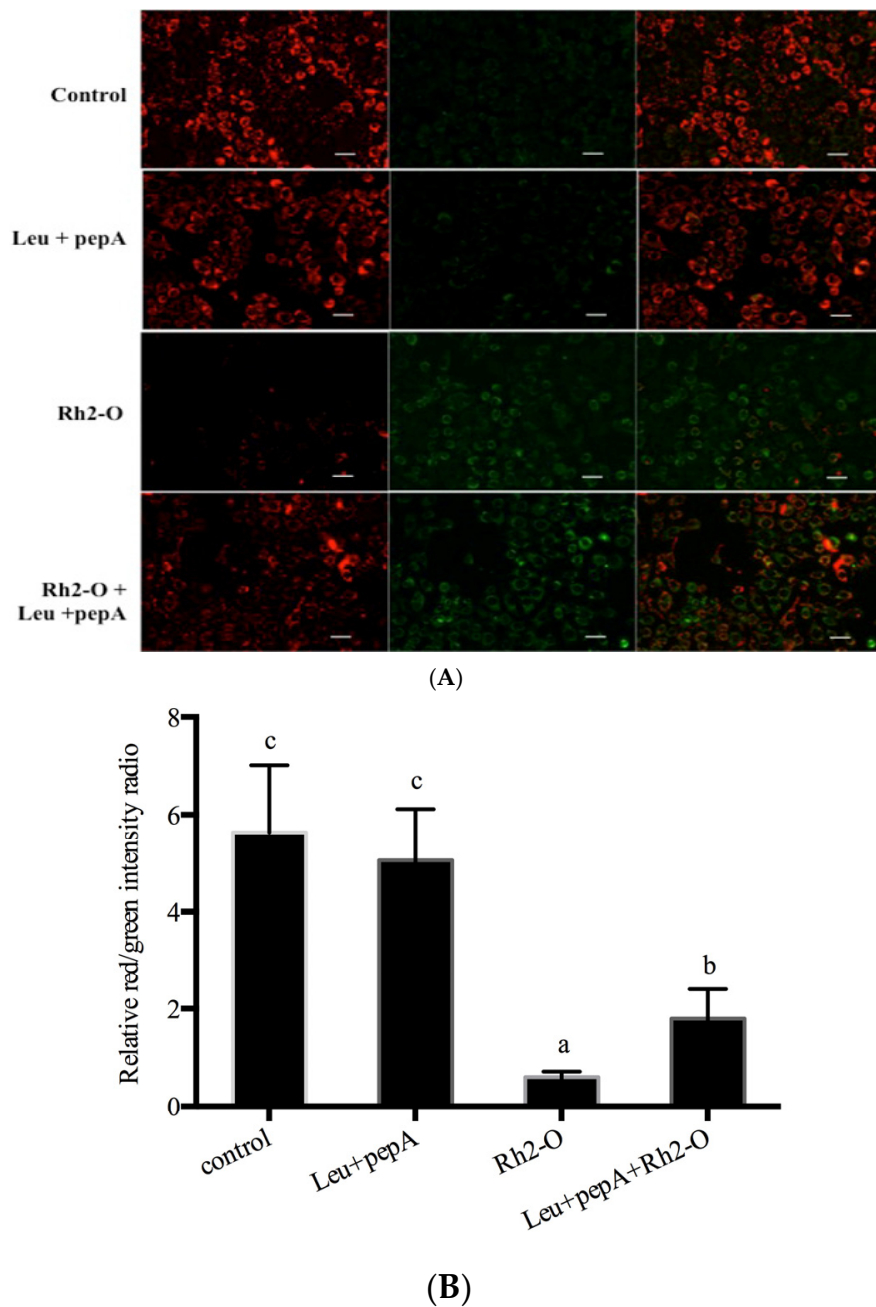 Control
Leu + pepA
Rh2-O
Rh2-O +
Leu +pepA
(A)
Relative red/green intensity radio
8
6
4
2
0
c
c
a
b
control
Leu+pepA
Rh2-O
Leu+pepA+Rh2-O
(B)